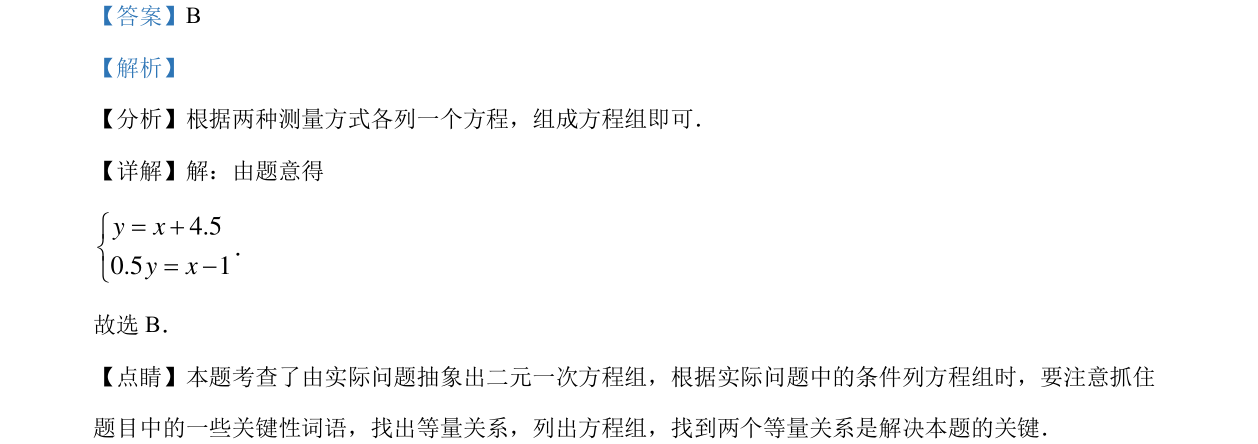 【答案】B
【解析】
【分析】根据两种测量方式各列一个方程，组成方程组即可．
【详解】解：由题意得
{y = x + 4.5
0.5y = x − 1．
故选 B．
【点睛】本题考查了由实际问题抽象出二元一次方程组，根据实际问题中的条件列方程组时，要注意抓住
题目中的一些关键性词语，找出等量关系，列出方程组，找到两个等量关系是解决本题的关键．